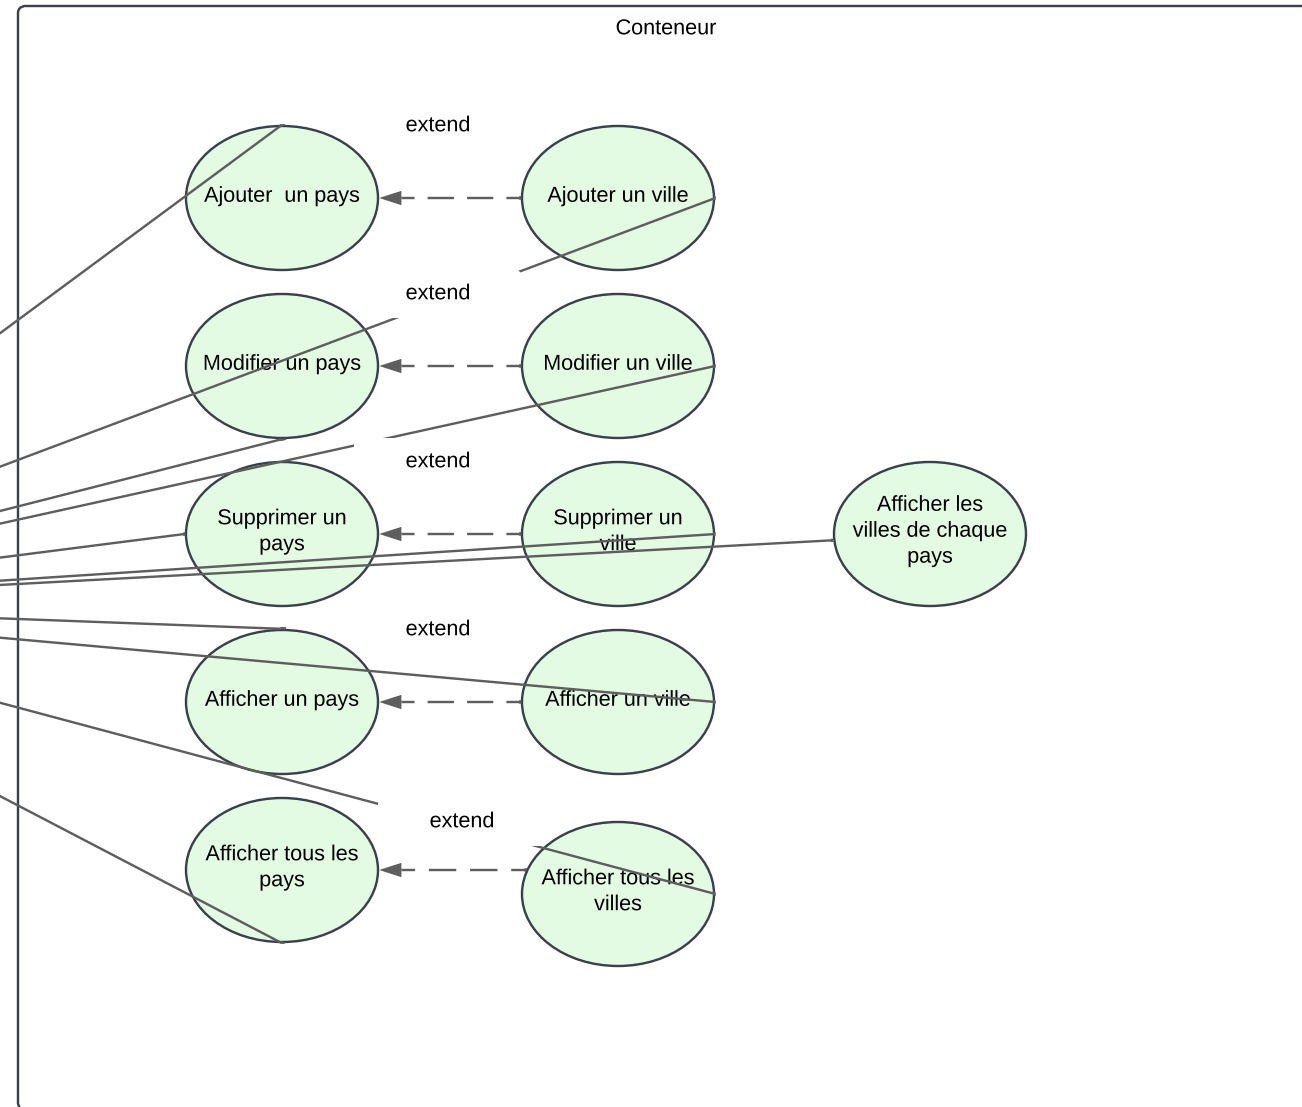 Conteneur
extend
Ajouter  un pays
Ajouter un ville
extend
Modifier un pays
Modifier un ville
extend
Supprimer un
pays
Supprimer un
ville
Afficher les
villes de chaque
pays
extend
Afficher un pays
Afficher un ville
extend
Afficher tous les
pays
Afficher tous les
villes